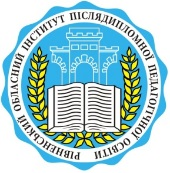 РІВНЕНСЬКИЙ ОБЛАСНИЙ ІНСТИТУТ ПІСЛЯДИПЛОМНОЇ ПЕДАГОГІЧНОЇ ОСВІТИ